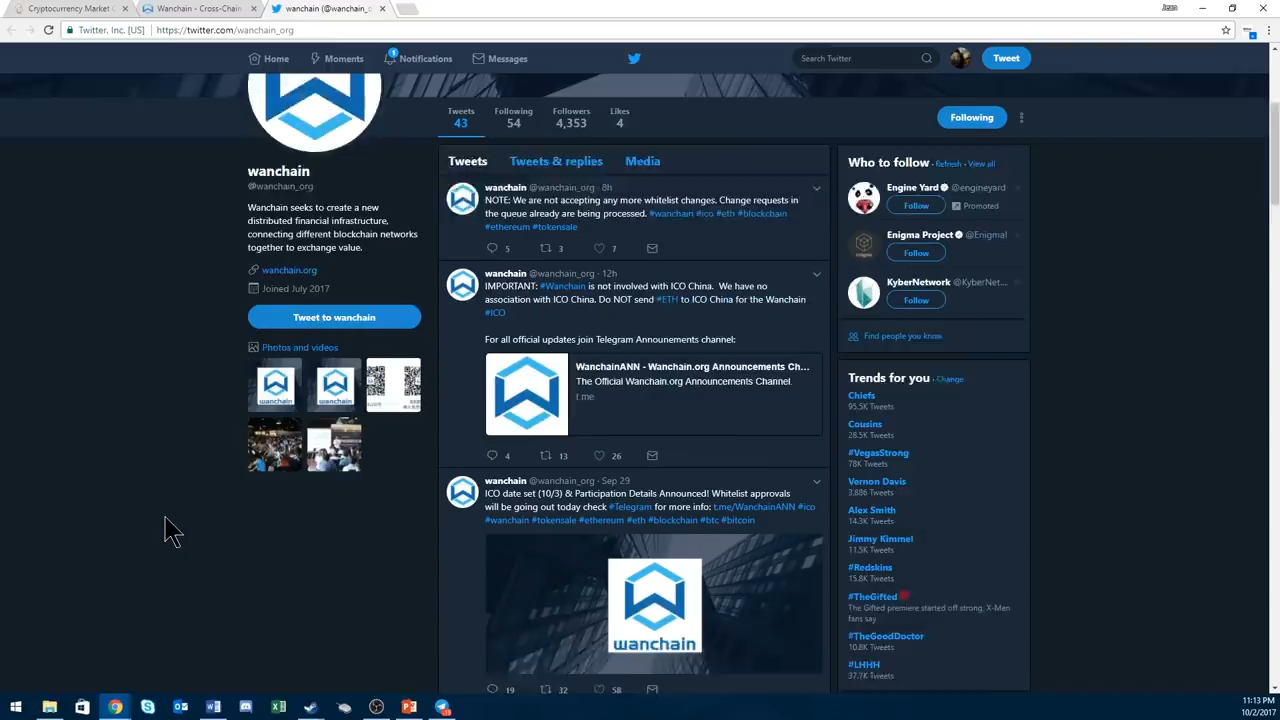 Cryptocurrency Market C
Wanchain - Cross-Chain
wanchain (@wanchain_o
Twitter, Inc. [US]
https://twitter.com/wanchain_org
Home
Moments
1
Notifications
Messages
Search Twitter
Tweet
Tweets
43
Following
54
Followers
4,353
Likes
4
Following
wanchain
@wanchain_org
Wanchain seeks to create a new
distributed financial infrastructure,
connecting different blockchain networks
together to exchange value.
wanchain.org
Joined July 2017
Tweet to wanchain
Photos and videos
wanchain
wanchain
Tweets
Tweets & replies
Media
wanchain @wanchain_org · 8h
NOTE: We are not accepting any more whitelist changes. Change requests in
the queue already are being processed. #wanchain #ico #eth #blockchain
#ethereum #tokensale
5
3
7
wanchain @wanchain_org · 12h
IMPORTANT: #Wanchain is not involved with ICO China. We have no
association with ICO China. Do NOT send #ETH to ICO China for the Wanchain
#ICO
For all official updates join Telegram Announements channel:
WanchainANN - Wanchain.org Announcements Ch...
The Official Wanchain.org Announcements Channel.
t.me
4
13
26
wanchain @wanchain_org · Sep 29
ICO date set (10/3) & Participation Details Announced! Whitelist approvals
will be going out today check #Telegram for more info: t.me/WanchainANN #ico
#wanchain #tokensale #ethereum #eth #blockchain #btc #bitcoin
wanchain
19
32
58
Who to follow · Refresh · View all
Engine Yard @engineyard
Follow
Promoted
Enigma Project @EnigmaI
Follow
KyberNetwork @KyberNet...
Follow
Find people you know
Trends for you · Change
Chiefs
95.5K Tweets
Cousins
28.5K Tweets
#VegasStrong
78K Tweets
Vernon Davis
3,886 Tweets
Alex Smith
14.3K Tweets
Jimmy Kimmel
11.5K Tweets
#Redskins
15.8K Tweets
#TheGifted
The Gifted premiere started off strong, X-Men
fans say
#TheGoodDoctor
10.8K Tweets
#LHHH
37.7K Tweets
11:13 PM
10/2/2017